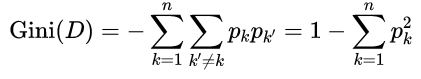 Gini(D) = −∑_{k=1}^{n} ∑_{k′≠k} p_k p_{k′} = 1 − ∑_{k=1}^{n} p_k^2